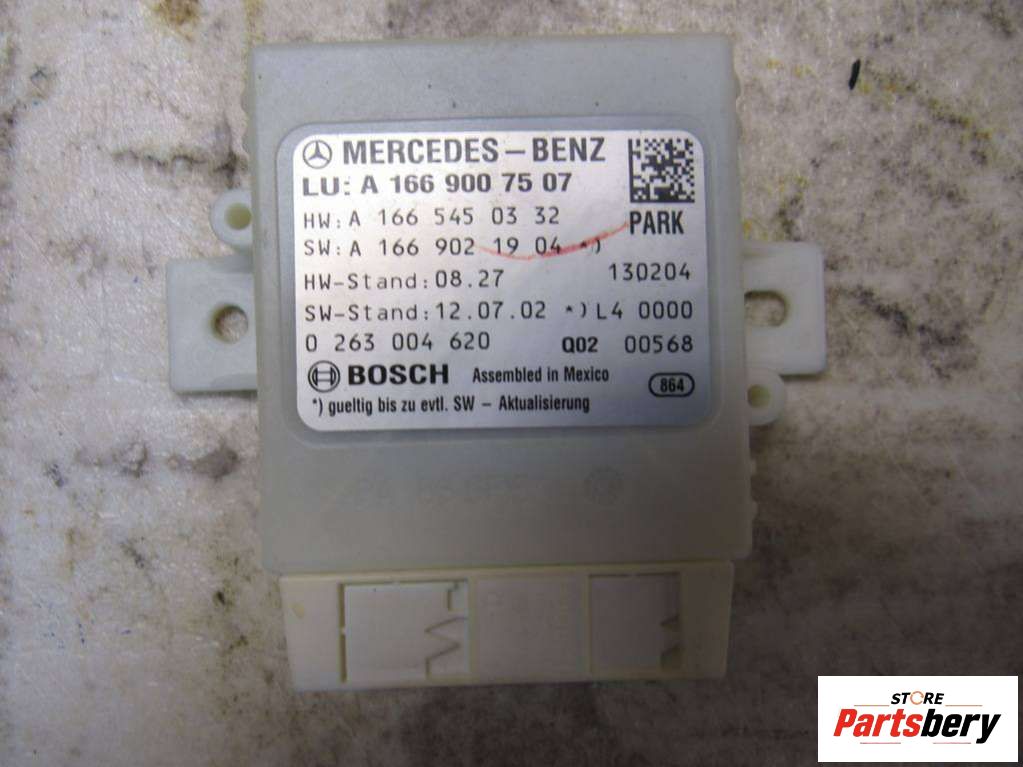 MERCEDES-BENZ
LU: A 166 900 75 07
HW: A 166 545 03 32
PARK
SW: A 166 902 19 04 *)
HW-Stand: 08.27 130204
SW-Stand: 12.07.02 *) L4 0000
0 263 004 620 Q02 00568
BOSCH Assembled in Mexico 864
*) gueltig bis zu evtl. SW - Aktualisierung
STORE
Partsbery